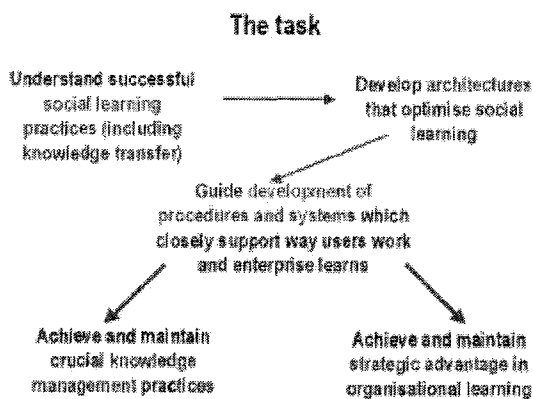 The task
Understand successful
social learning
practices (including
knowledge transfer)
Develop architectures
that optimise social
learning
Guide development of
procedures and systems which
closely support way users work
and enterprise learns
Achieve and maintain
crucial knowledge
management practices
Achieve and maintain
strategic advantage in
organisational learning